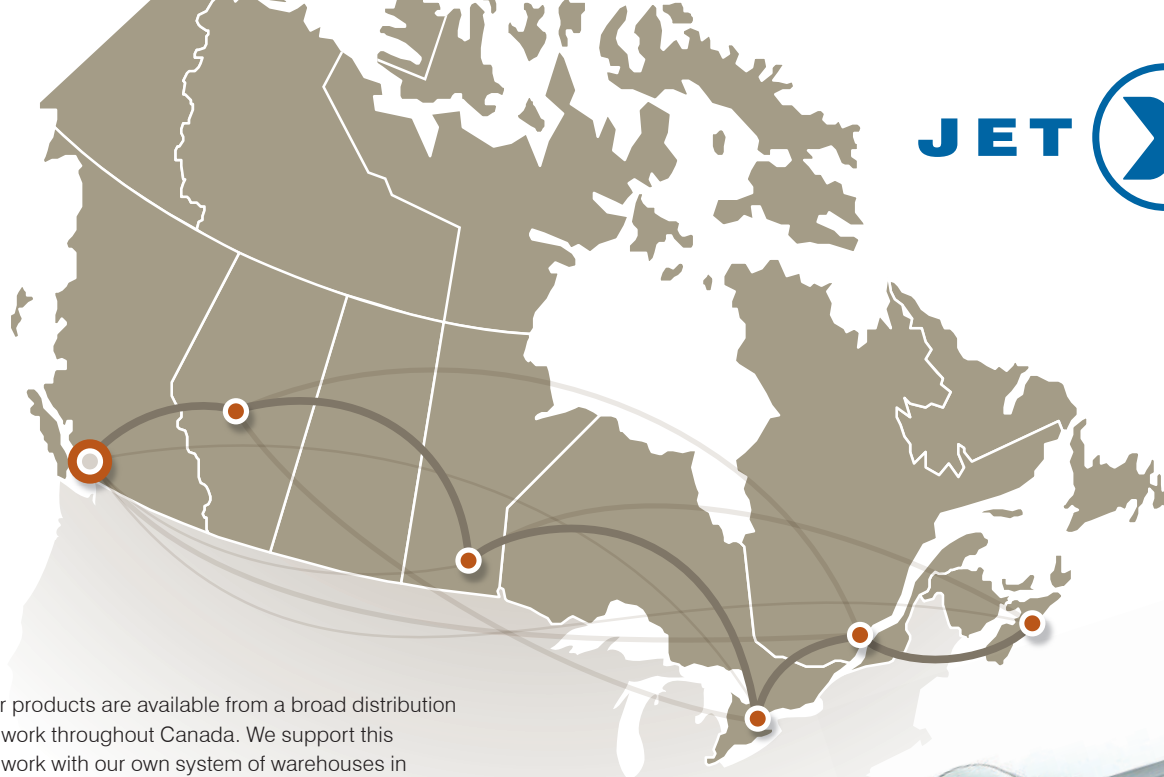 JET
r products are available from a broad distribution
work throughout Canada. We support this
work with our own system of warehouses in